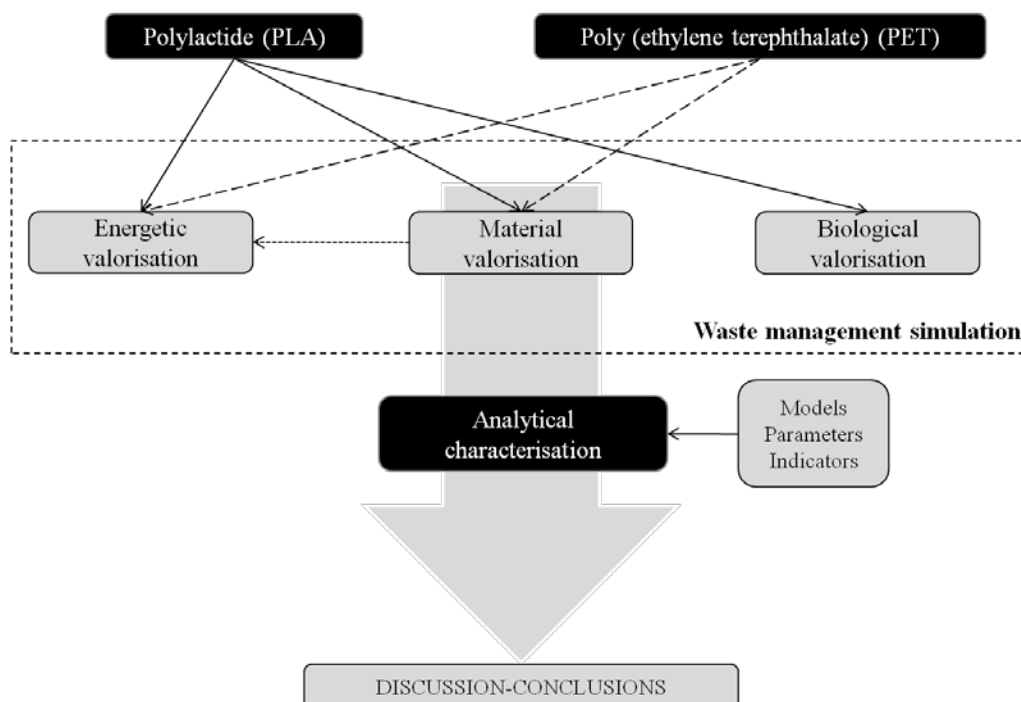 Polylactide (PLA)
Poly (ethylene terephthalate) (PET)
Energetic
valorisation
Material
valorisation
Biological
valorisation
Waste management simulation
Analytical
characterisation
Models
Parameters
Indicators
DISCUSSION-CONCLUSIONS